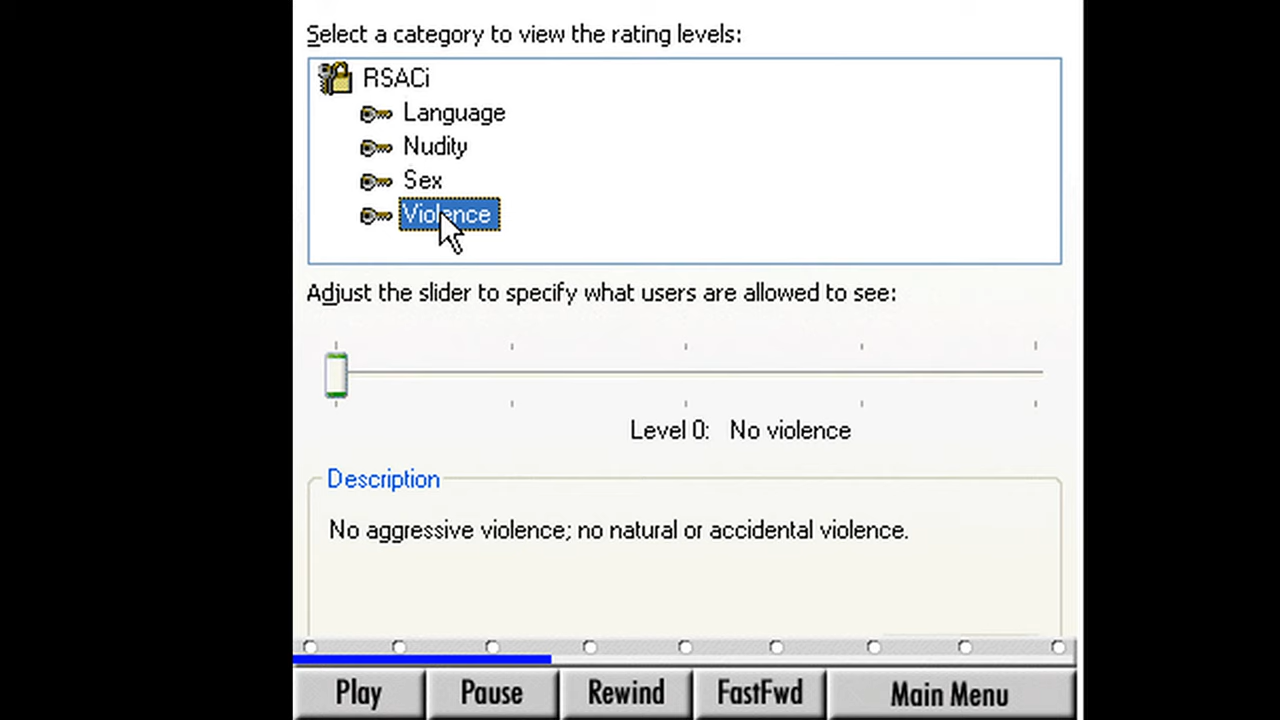 Select a category to view the rating levels:
RSACi
Language
Nudity
Sex
Violence
Adjust the slider to specify what users are allowed to see:
Level 0: No violence
Description
No aggressive violence; no natural or accidental violence.
Play Pause Rewind FastFwd Main Menu